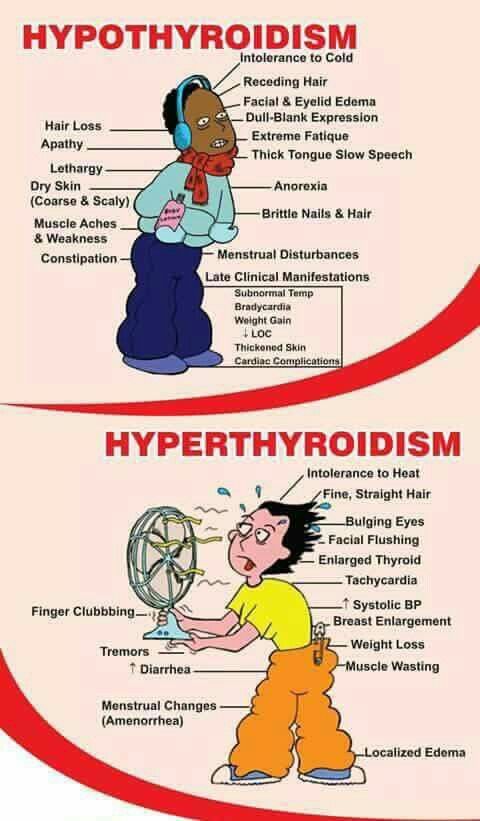 HYPOTHYROIDISM
Intolerance to Cold
Receding Hair
Facial & Eyelid Edema
Dull-Blank Expression
Extreme Fatique
Thick Tongue Slow Speech
Anorexia
Brittle Nails & Hair
Menstrual Disturbances
Hair Loss
Apathy
Lethargy
Dry Skin
(Coarse & Scaly)
Muscle Aches
& Weakness
Constipation
BODY
LOTION
Late Clinical Manifestations
Subnormal Temp
Bradycardia
Weight Gain
↓ LOC
Thickened Skin
Cardiac Complications
HYPERTHYROIDISM
Intolerance to Heat
Fine, Straight Hair
Bulging Eyes
Facial Flushing
Enlarged Thyroid
Tachycardia
↑ Systolic BP
Breast Enlargement
Weight Loss
Muscle Wasting
Localized Edema
Finger Clubbbing
Tremors
↑ Diarrhea
Menstrual Changes
(Amenorrhea)